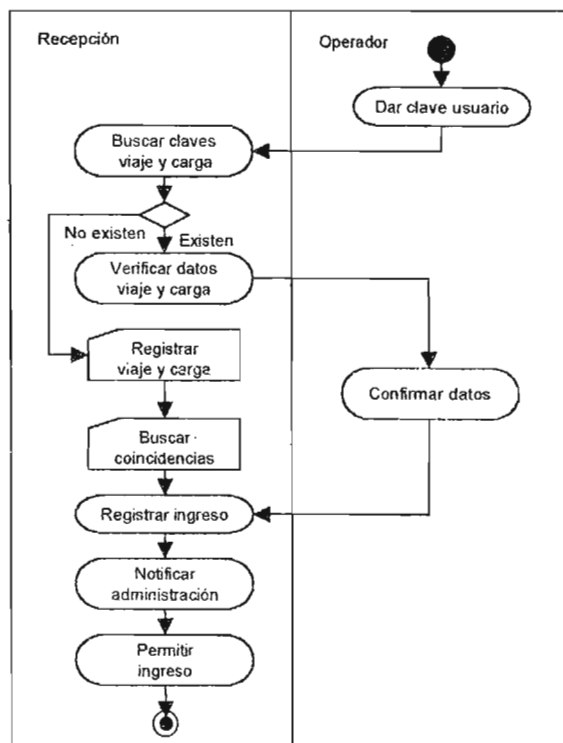 Recepción
Operador
Dar clave usuario
Buscar claves
viaje y carga
No existen
Existen
Verificar datos
viaje y carga
Registrar
viaje y carga
Confirmar datos
Buscar
coincidencias
Registrar ingreso
Notificar
administración
Permitir
ingreso